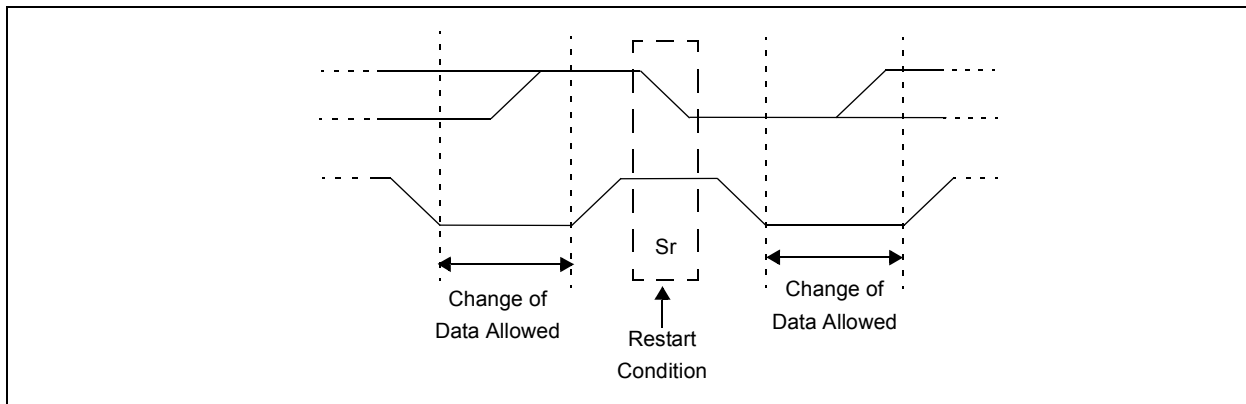 Sr
Change of
Data Allowed
Restart
Condition
Change of
Data Allowed